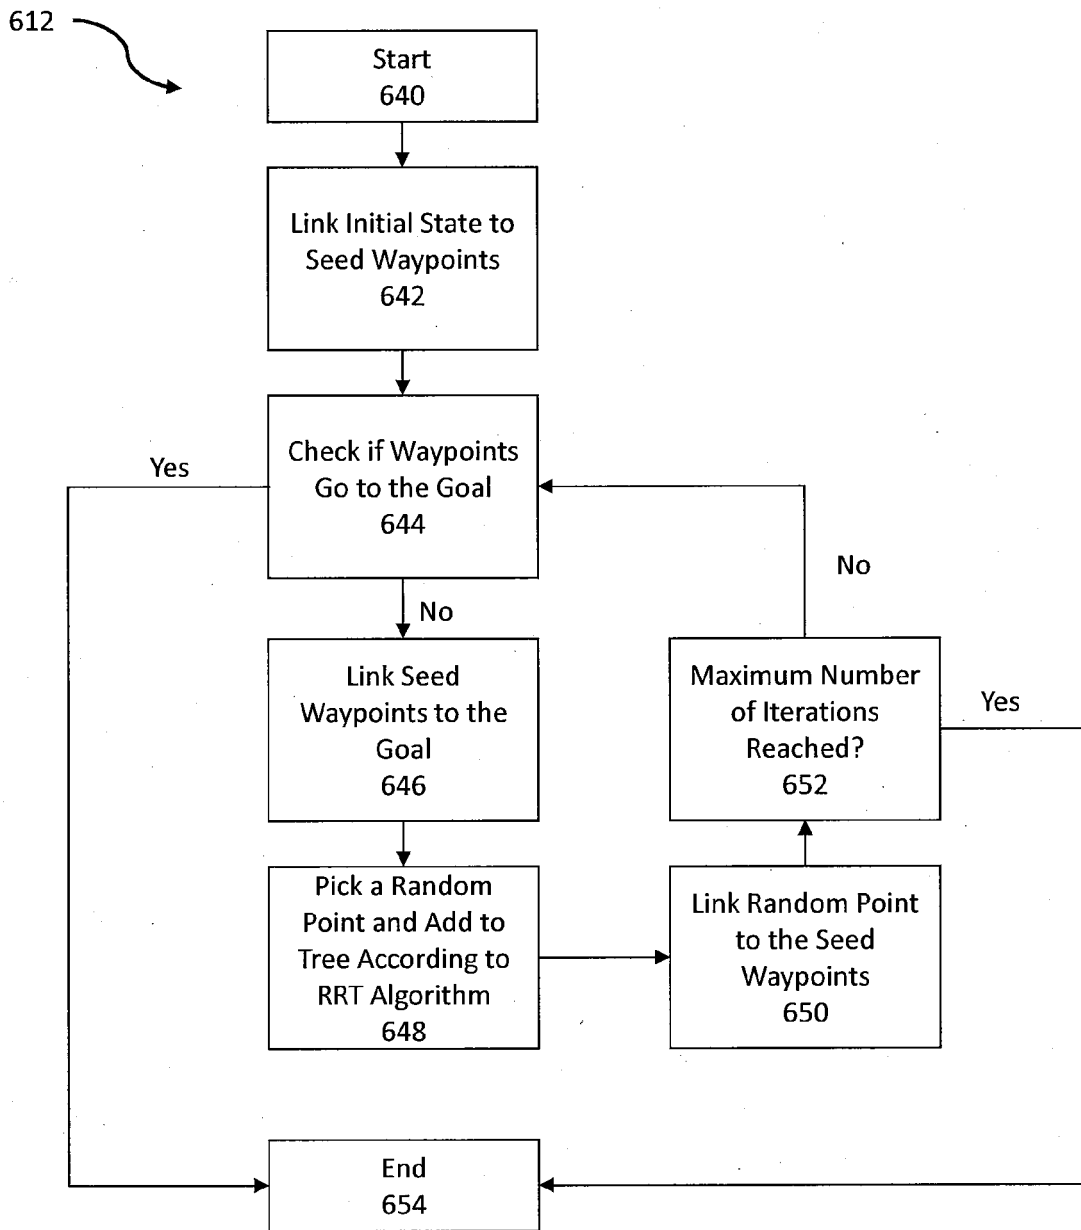 612
Start
640
Link Initial State to
Seed Waypoints
642
Check if Waypoints
Go to the Goal
644
Yes
No
No
Link Seed
Waypoints to the
Goal
646
Maximum Number
of Iterations
Reached?
652
Yes
Pick a Random
Point and Add to
Tree According to
RRT Algorithm
648
Link Random Point
to the Seed
Waypoints
650
End
654